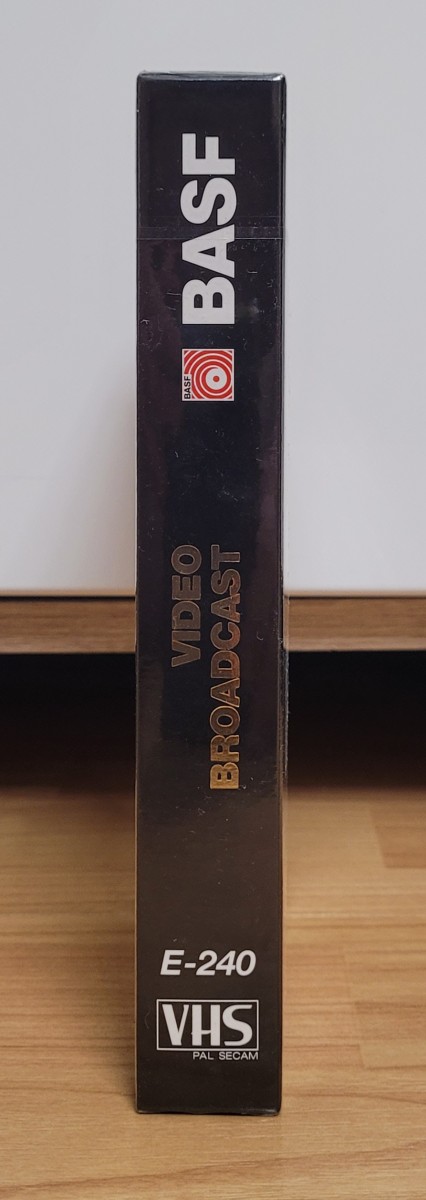 BASF
BASF
VIDEO
BROADCAST
E-240
VHS
PAL SECAM